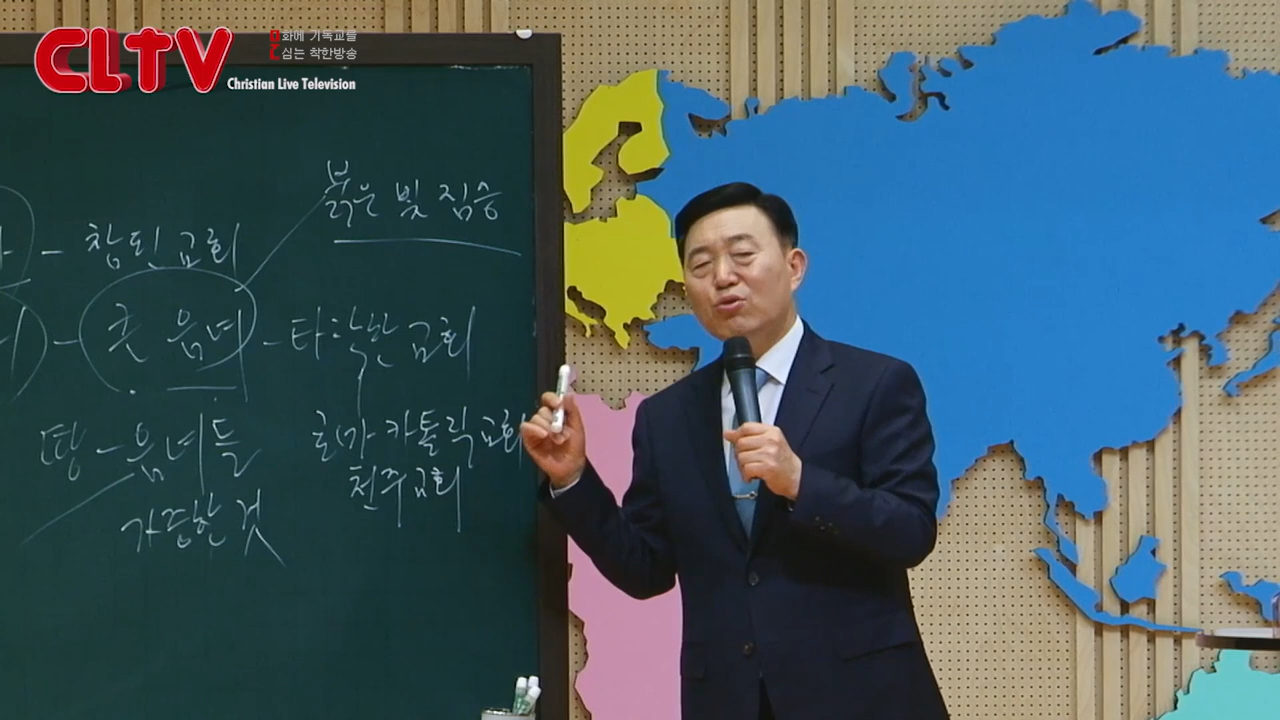 CLTV
화에 기독교를
심는 착한방송
Christian Live Television
붉은 빛 짐승
- 참된 교회
- 큰 음녀 - 타락한 교회
땅 - 음녀들
로마 카톨릭 교회
천주교회
가증한 것